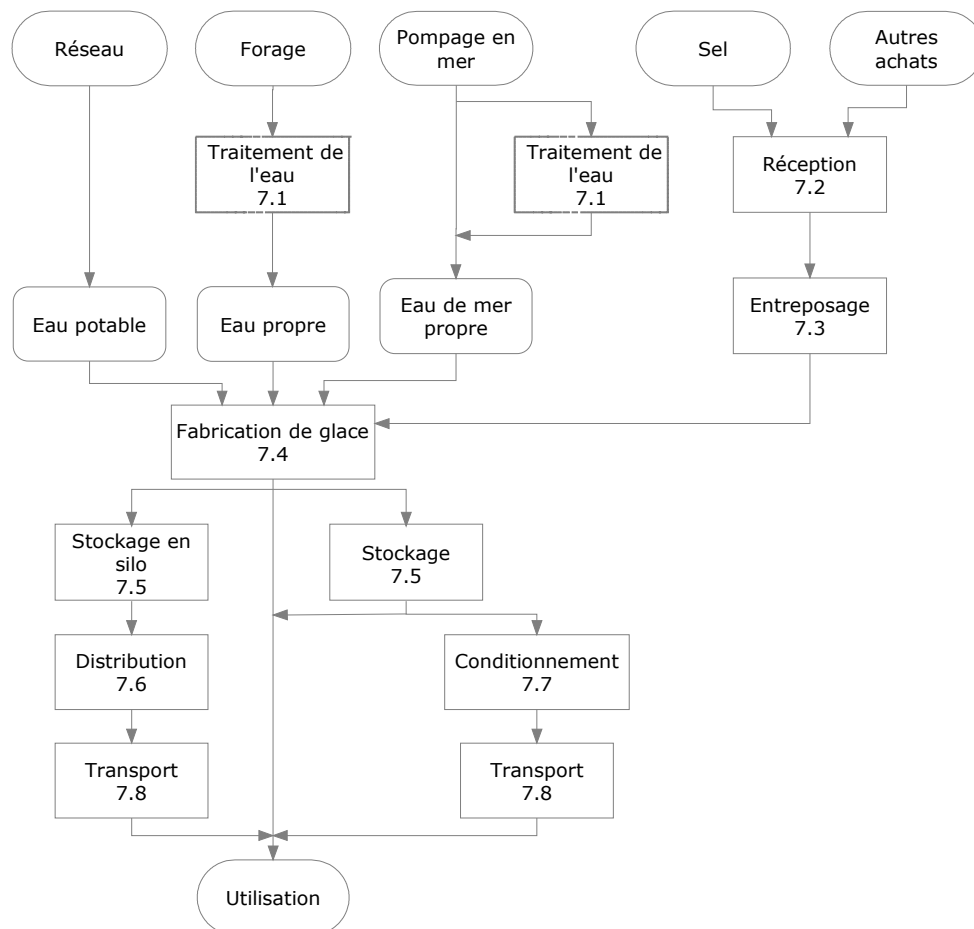 Réseau
Forage
Pompage en
mer
Sel
Autres
achats
Traitement de
l'eau
7.1
Traitement de
l'eau
7.1
Réception
7.2
Eau potable
Eau propre
Eau de mer
propre
Entreposage
7.3
Fabrication de glace
7.4
Stockage en
silo
7.5
Stockage
7.5
Distribution
7.6
Conditionnement
7.7
Transport
7.8
Transport
7.8
Utilisation